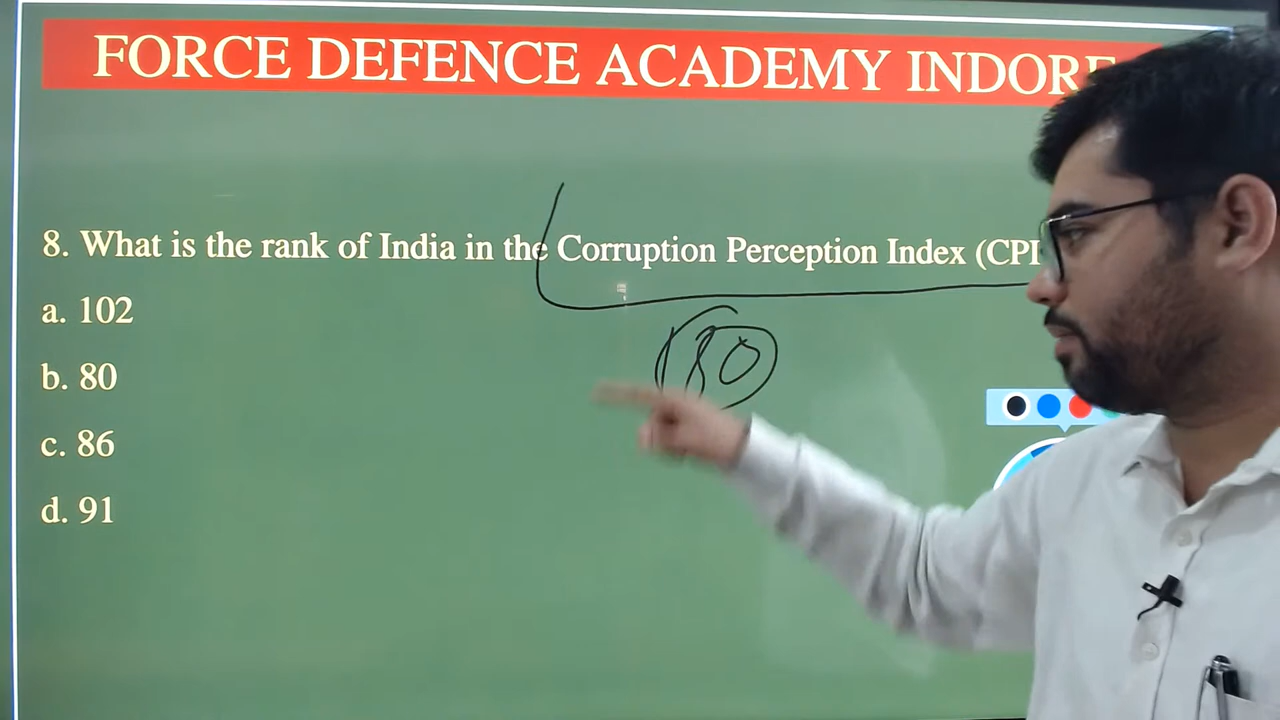 FORCE DEFENCE ACADEMY INDORE
8. What is the rank of India in the Corruption Perception Index (CPI
80
a. 102
b. 80
c. 86
d. 91